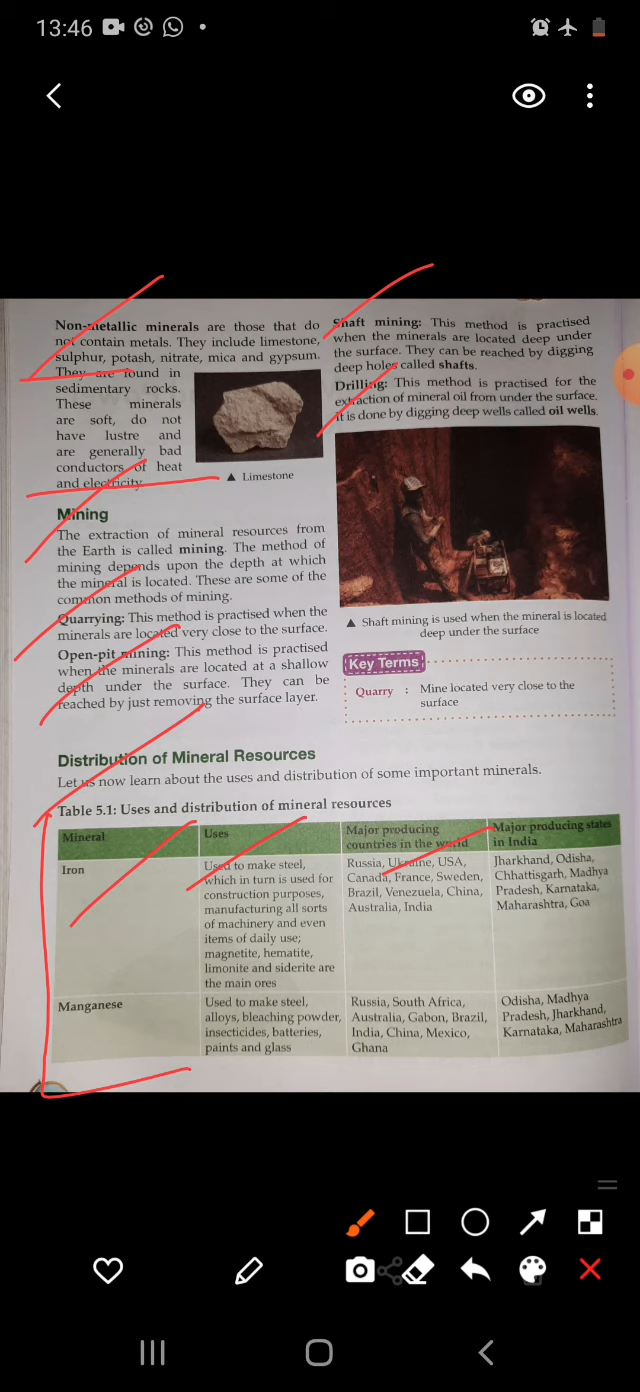 13:46
Non-metallic minerals are those that do
not contain metals. They include limestone,
sulphur, potash, nitrate, mica and gypsum.
They are found in
sedimentary rocks.
These minerals
are soft, do not
have lustre and
are generally bad
conductors of heat
and electricity.
▲ Limestone
Mining
The extraction of mineral resources from
the Earth is called mining. The method of
mining depends upon the depth at which
the mineral is located. These are some of the
common methods of mining.
Quarrying: This method is practised when the
minerals are located very close to the surface.
Open-pit mining: This method is practised
when the minerals are located at a shallow
depth under the surface. They can be
reached by just removing the surface layer.
Shaft mining: This method is practised
when the minerals are located deep under
the surface. They can be reached by digging
deep holes called shafts.
Drilling: This method is practised for the
extraction of mineral oil from under the surface.
It is done by digging deep wells called oil wells.
▲ Shaft mining is used when the mineral is located
deep under the surface
Key Terms
Quarry : Mine located very close to the
surface
Distribution of Mineral Resources
Let us now learn about the uses and distribution of some important minerals.
Table 5.1: Uses and distribution of mineral resources
Mineral
Uses
Major producing
countries in the world
Major producing states
in India
Iron
Used to make steel,
which in turn is used for
construction purposes,
manufacturing all sorts
of machinery and even
items of daily use;
magnetite, hematite,
limonite and siderite are
the main ores
Russia, Ukraine, USA,
Canada, France, Sweden,
Brazil, Venezuela, China,
Australia, India
Jharkhand, Odisha,
Chhattisgarh, Madhya
Pradesh, Karnataka,
Maharashtra, Goa
Manganese
Used to make steel,
alloys, bleaching powder,
insecticides, batteries,
paints and glass
Russia, South Africa,
Australia, Gabon, Brazil,
India, China, Mexico,
Ghana
Odisha, Madhya
Pradesh, Jharkhand,
Karnataka, Maharashtra